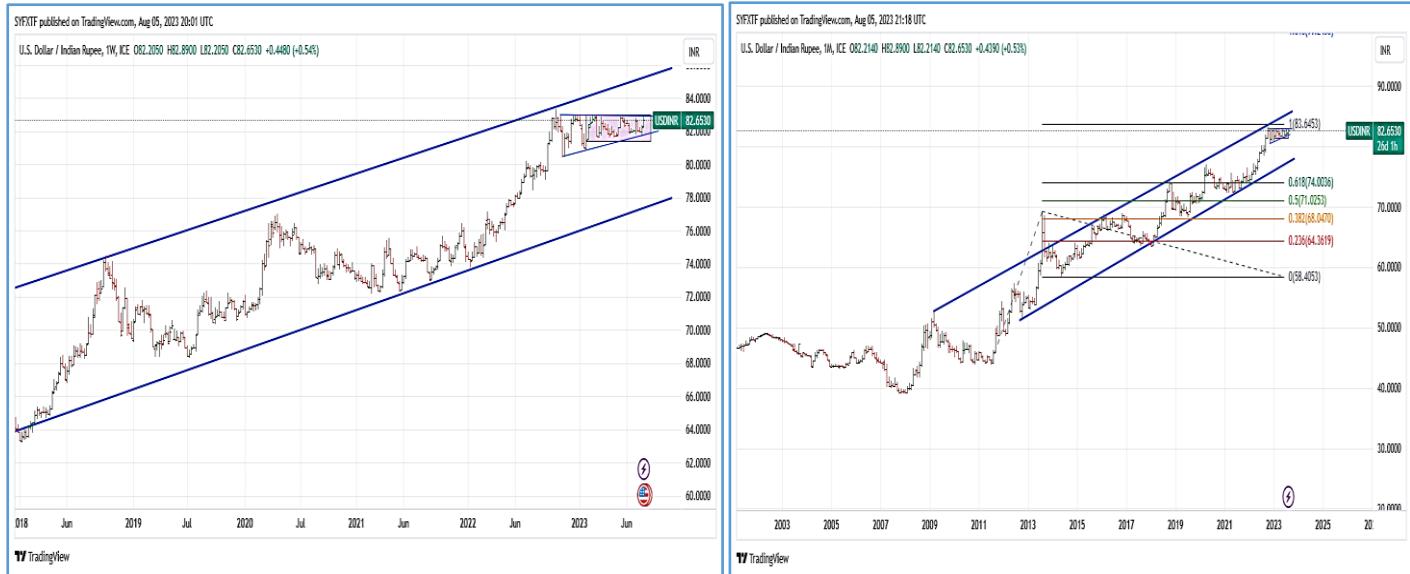 SYFXTF published on TradingView.com, Aug 05, 2023 20:01 UTC
U.S. Dollar / Indian Rupee, 1W, ICE O82.2050 H82.8900 L82.2050 C82.6530 +0.4480 (+0.54%)
INR
84.0000
USDINR 82.6530
82.0000
80.0000
78.0000
76.0000
74.0000
72.0000
70.0000
68.0000
66.0000
64.0000
62.0000
60.0000
2018 Jun 2019 Jul 2020 Jun 2021 Jun 2022 Jun 2023 Jun
TradingView
SYFXTF published on TradingView.com, Aug 05, 2023 21:18 UTC
U.S. Dollar / Indian Rupee, 1M, ICE O82.2140 H82.8900 L82.2140 C82.6530 +0.4390 (+0.53%)
INR
90.0000
1(83.6453)
USDINR 82.6530
26d 1h
0.618(74.0036)
0.5(71.0253)
70.0000
0.382(68.0470)
0.236(64.3619)
60.0000
0(58.4053)
50.0000
40.0000
30.0000
20.0000
2003 2005 2007 2009 2011 2013 2015 2017 2019 2021 2023 2025
TradingView